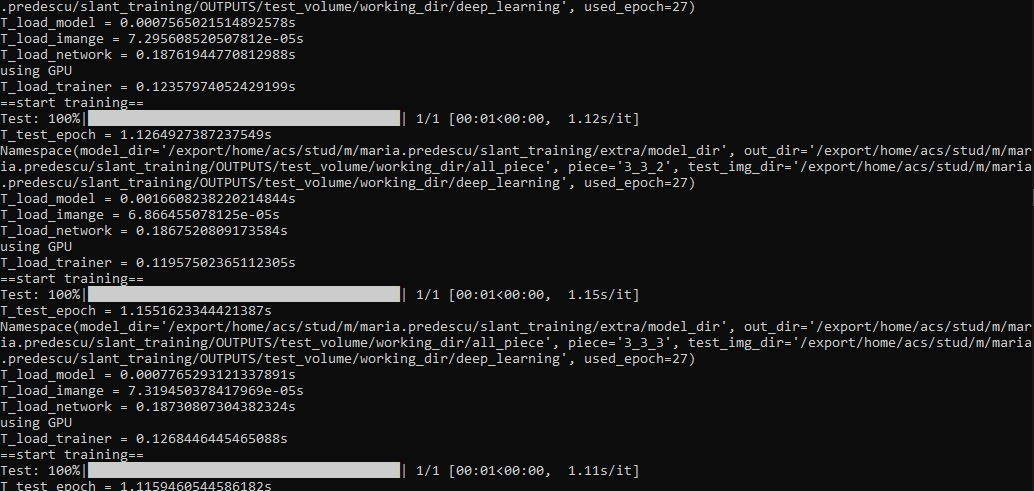 .predescu/slant_training/OUTPUTS/test_volume/working_dir/deep_learning', used_epoch=27)
T_load_model = 0.0007565021514892578s
T_load_imange = 7.295608520507812e-05s
T_load_network = 0.18761944770812988s
using GPU
T_load_trainer = 0.12357974052429199s
==start training==
Test: 100%|██████████| 1/1 [00:01<00:00,  1.12s/it]
T_test_epoch = 1.1264927387237549s
Namespace(model_dir='/export/home/acs/stud/m/maria.predescu/slant_training/extra/model_dir', out_dir='/export/home/acs/stud/m/mar
ia.predescu/slant_training/OUTPUTS/test_volume/working_dir/all_piece', piece='3_3_2', test_img_dir='/export/home/acs/stud/m/maria
.predescu/slant_training/OUTPUTS/test_volume/working_dir/deep_learning', used_epoch=27)
T_load_model = 0.0016608238220214844s
T_load_imange = 6.866455078125e-05s
T_load_network = 0.1867520809173584s
using GPU
T_load_trainer = 0.11957502365112305s
==start training==
Test: 100%|██████████| 1/1 [00:01<00:00,  1.15s/it]
T_test_epoch = 1.1551623344421387s
Namespace(model_dir='/export/home/acs/stud/m/maria.predescu/slant_training/extra/model_dir', out_dir='/export/home/acs/stud/m/mar
ia.predescu/slant_training/OUTPUTS/test_volume/working_dir/all_piece', piece='3_3_3', test_img_dir='/export/home/acs/stud/m/maria
.predescu/slant_training/OUTPUTS/test_volume/working_dir/deep_learning', used_epoch=27)
T_load_model = 0.0007765293121337891s
T_load_imange = 7.319450378417969e-05s
T_load_network = 0.18730807304382324s
using GPU
T_load_trainer = 0.1268446445465088s
==start training==
Test: 100%|██████████| 1/1 [00:01<00:00,  1.11s/it]
T_test_epoch = 1.1159460544586182s